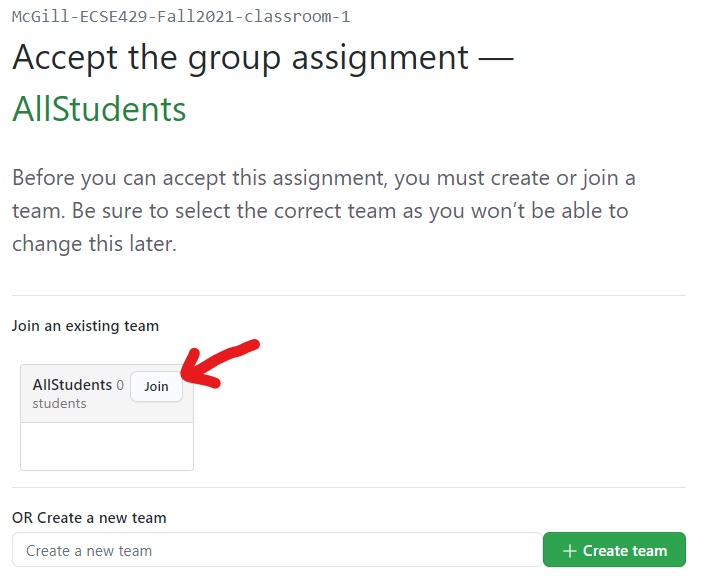 McGill-ECSE429-Fall2021-classroom-1
Accept the group assignment —
AllStudents
Before you can accept this assignment, you must create or join a
team. Be sure to select the correct team as you won’t be able to
change this later.
Join an existing team
AllStudents 0
students
Join
OR Create a new team
Create a new team
+ Create team